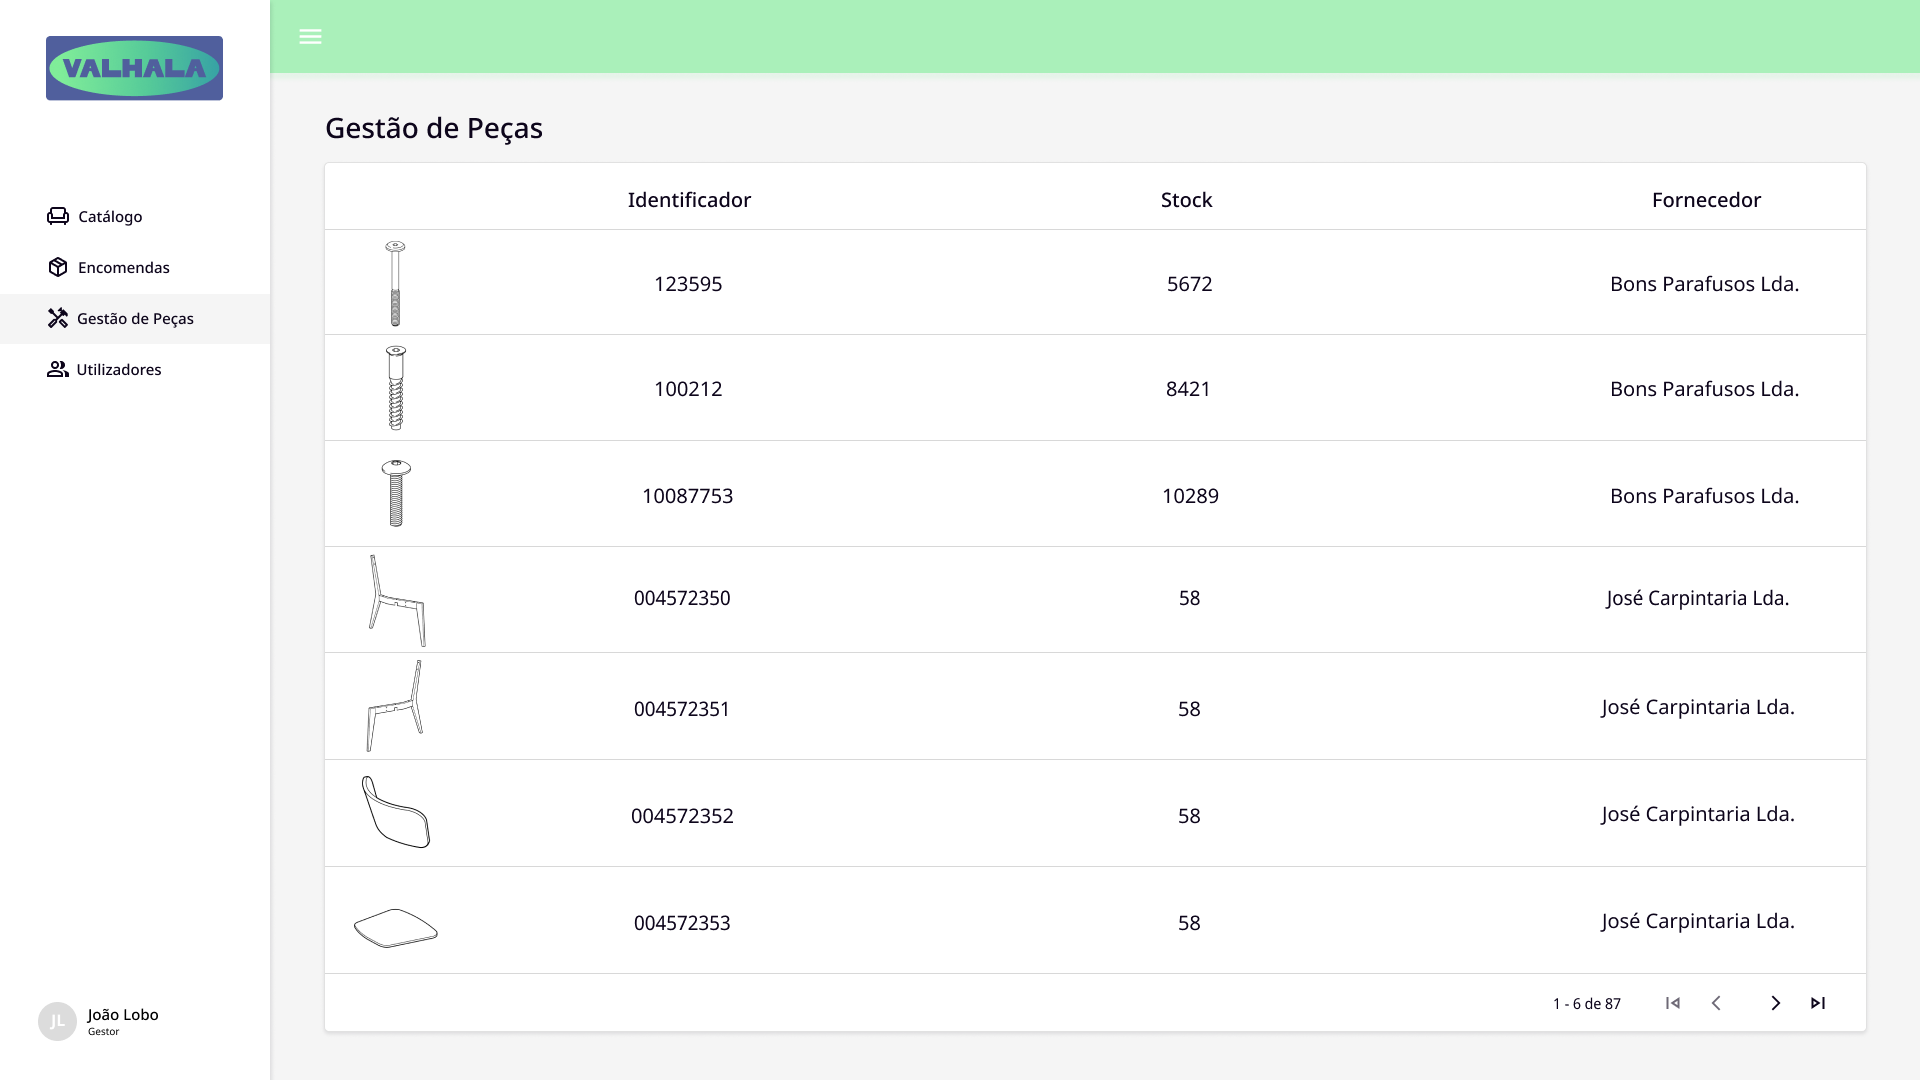 VALHALA
Catálogo
Encomendas
Gestão de Peças
Utilizadores
JL
João Lobo
Gestor
Gestão de Peças
Identificador Stock Fornecedor
123595 5672 Bons Parafusos Lda.
100212 8421 Bons Parafusos Lda.
10087753 10289 Bons Parafusos Lda.
004572350 58 José Carpintaria Lda.
004572351 58 José Carpintaria Lda.
004572352 58 José Carpintaria Lda.
004572353 58 José Carpintaria Lda.
1 - 6 de 87